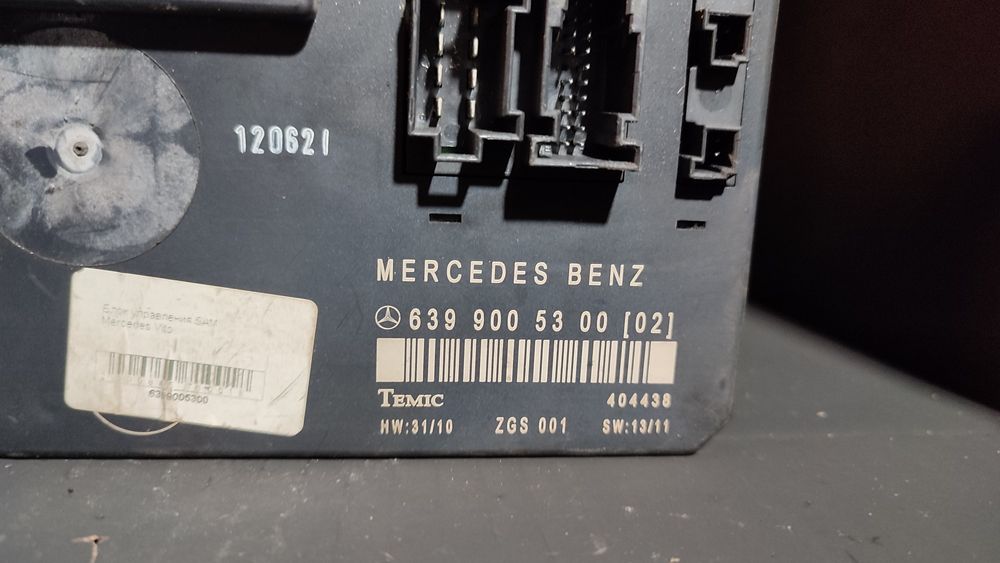 120621
MERCEDES BENZ
639 900 53 00 [02]
TEMIC 404438
HW:31/10 ZGS 001 SW:13/11
Блок управления SAM
Mercedes Vito
6399005300